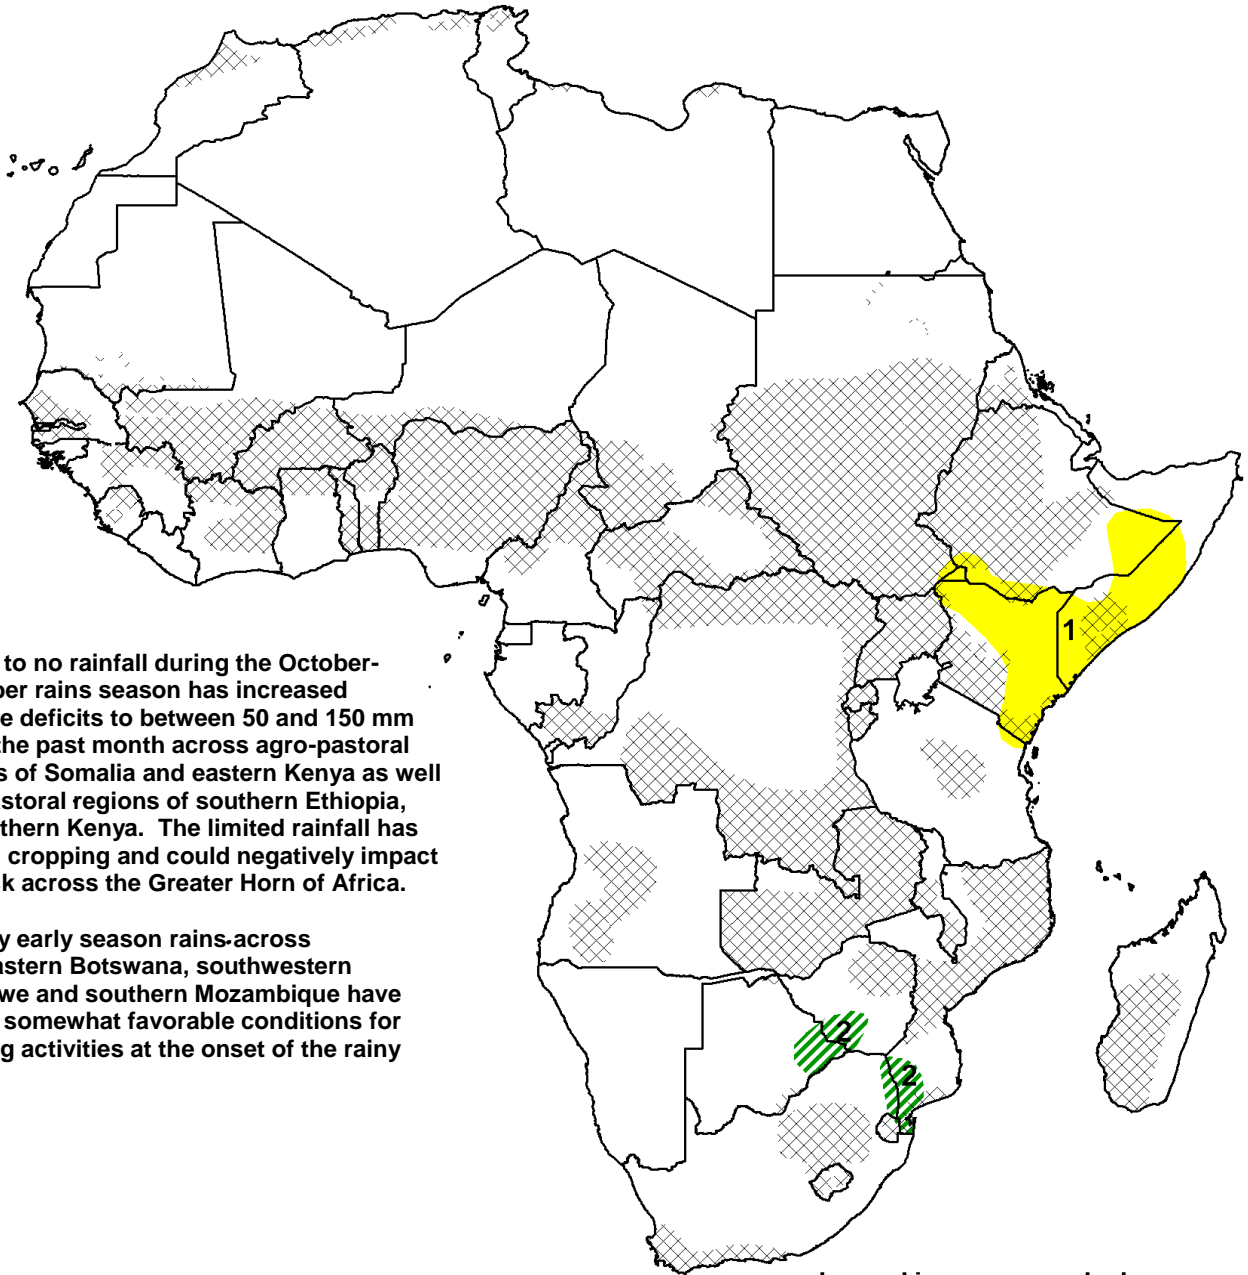 to no rainfall during the October-
ber rains season has increased
e deficits to between 50 and 150 mm
the past month across agro-pastoral
s of Somalia and eastern Kenya as well
astoral regions of southern Ethiopia,
thern Kenya.  The limited rainfall has
cropping and could negatively impact
ck across the Greater Horn of Africa.
y early season rains across
astern Botswana, southwestern
we and southern Mozambique have
somewhat favorable conditions for
g activities at the onset of the rainy
1
2
2